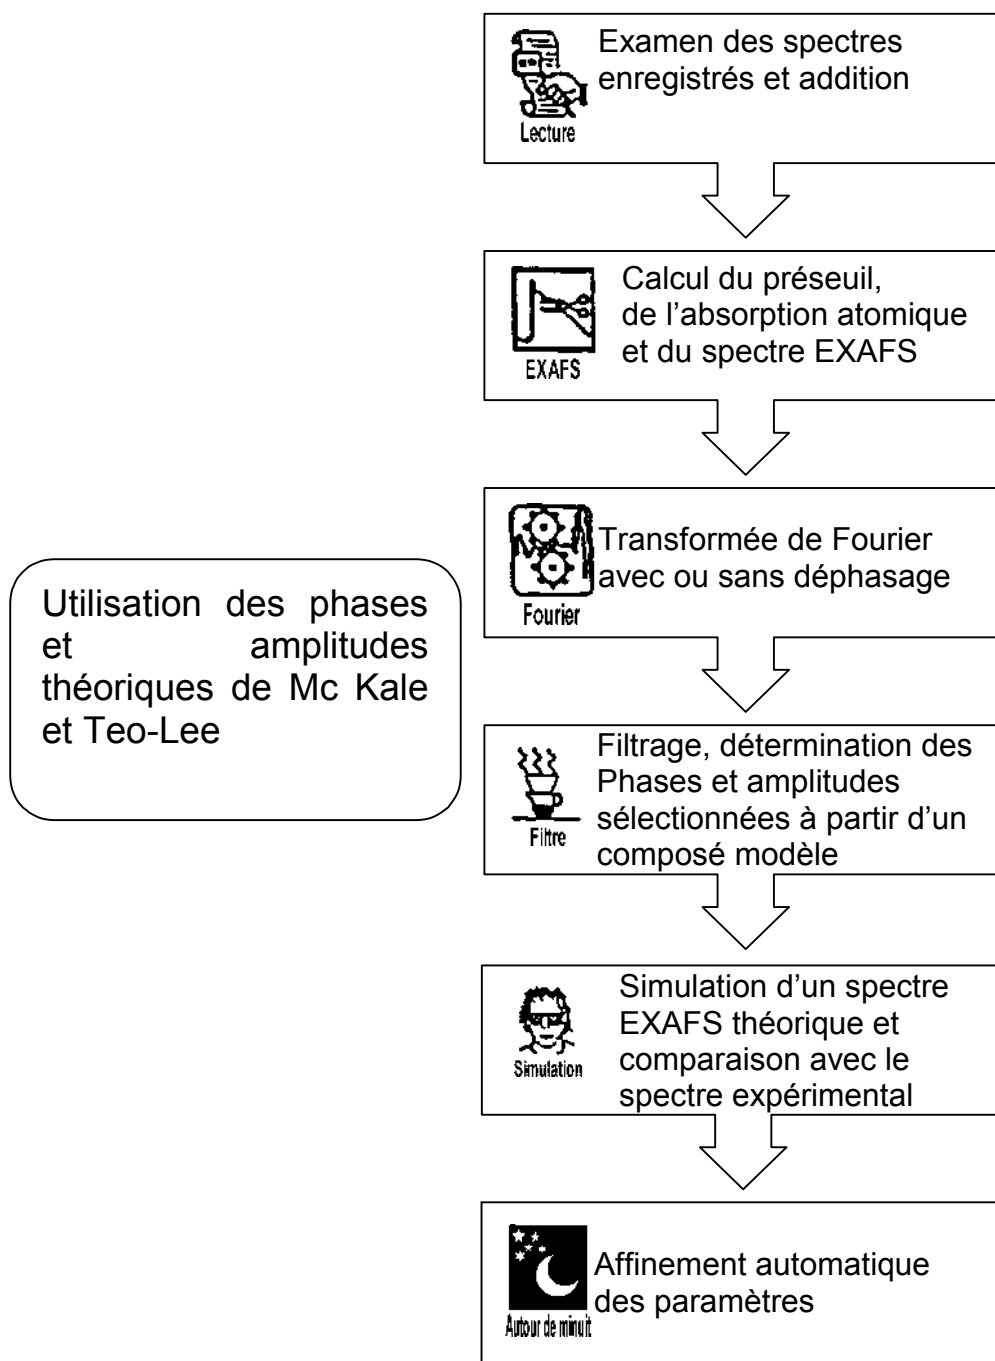 Examen des spectres
enregistrés et addition
Lecture
Calcul du préseuil,
de l'absorption atomique
et du spectre EXAFS
EXAFS
Transformée de Fourier
avec ou sans déphasage
Fourier
Utilisation des phases
et amplitudes
théoriques de Mc Kale
et Teo-Lee
Filtrage, détermination des
Phases et amplitudes
sélectionnées à partir d'un
composé modèle
Filtre
Simulation d'un spectre
EXAFS théorique et
comparaison avec le
spectre expérimental
Simulation
Affinement automatique
des paramètres
Autour de minuit